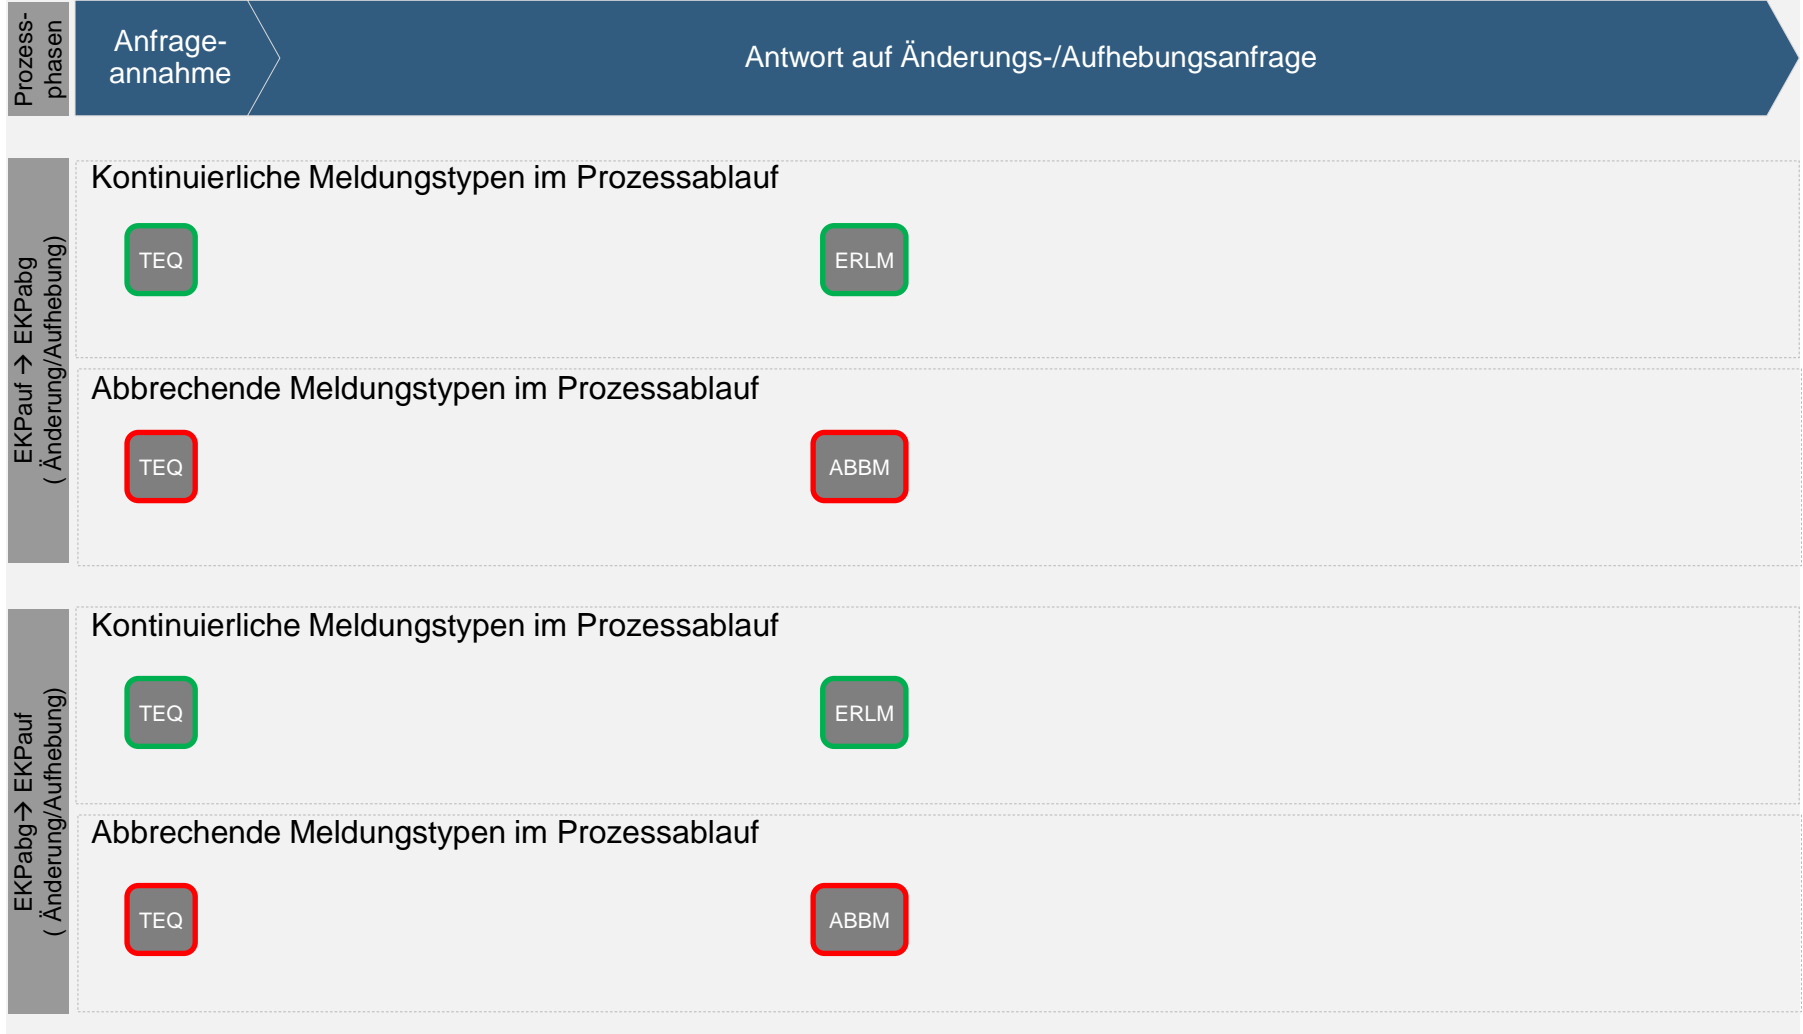 Prozess-
phasen
Anfrage-
annahme
Antwort auf Änderungs-/Aufhebungsanfrage
EKPauf → EKPabg
( Änderung/Aufhebung)
Kontinuierliche Meldungstypen im Prozessablauf
TEQ
ERLM
Abbrechende Meldungstypen im Prozessablauf
TEQ
ABBM
EKPabg→ EKPauf
( Änderung/Aufhebung)
Kontinuierliche Meldungstypen im Prozessablauf
TEQ
ERLM
Abbrechende Meldungstypen im Prozessablauf
TEQ
ABBM